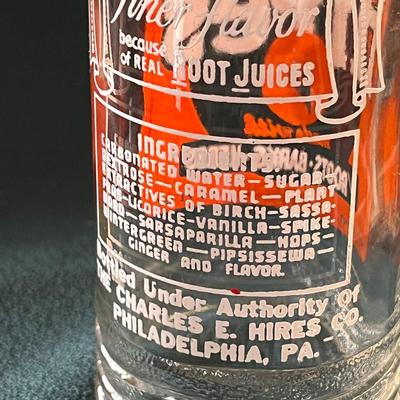 Finer Flavor
because
of REAL ROOT JUICES
INGREDIENTS
CARBONATED WATER—SUGAR—
DEXTROSE—CARAMEL—PLANT
EXTRACTIVES OF BIRCH—SASSA-
FRAS—LICORICE—VANILLA—SPIKE-
NARD—SARSAPARILLA—HOPS—
WINTERGREEN—PIPSISSEWA—
GINGER AND FLAVOR.
Bottled Under Authority Of
THE CHARLES E. HIRES CO.
PHILADELPHIA, PA.